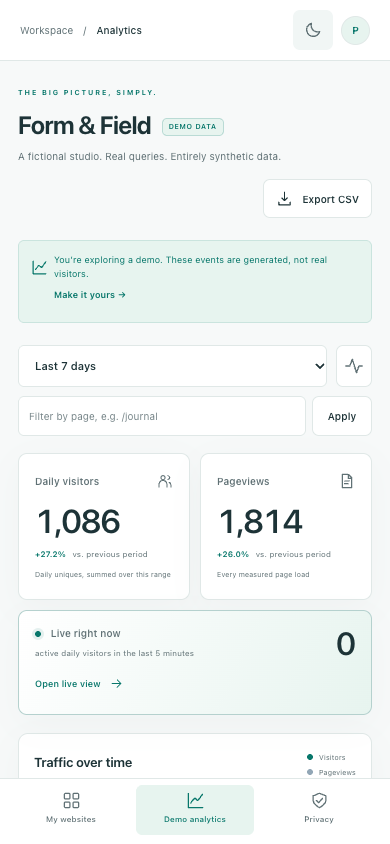 Workspace / Analytics
P
THE BIG PICTURE, SIMPLY.
Form & Field DEMO DATA
A fictional studio. Real queries. Entirely synthetic data.
Export CSV
You're exploring a demo. These events are generated, not real
visitors.
Make it yours →
Last 7 days
Filter by page, e.g. /journal Apply
Daily visitors
1,086
+27.2% vs. previous period
Daily uniques, summed over this range
Pageviews
1,814
+26.0% vs. previous period
Every measured page load
Live right now
active daily visitors in the last 5 minutes
0
Open live view →
Traffic over time
Visitors
Pageviews
My websites
Demo analytics
Privacy